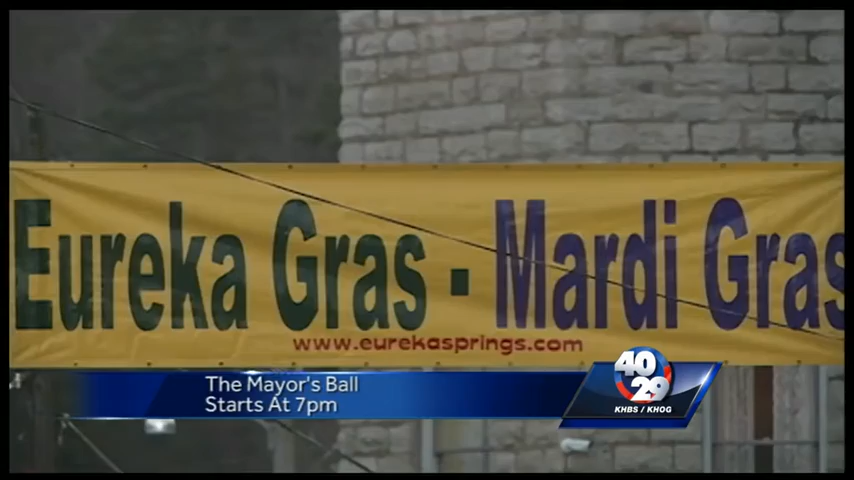 Eureka Gras - Mardi Gras
www.eurekasprings.com
The Mayor's Ball
Starts At 7pm
40
29
KHBS / KHOG